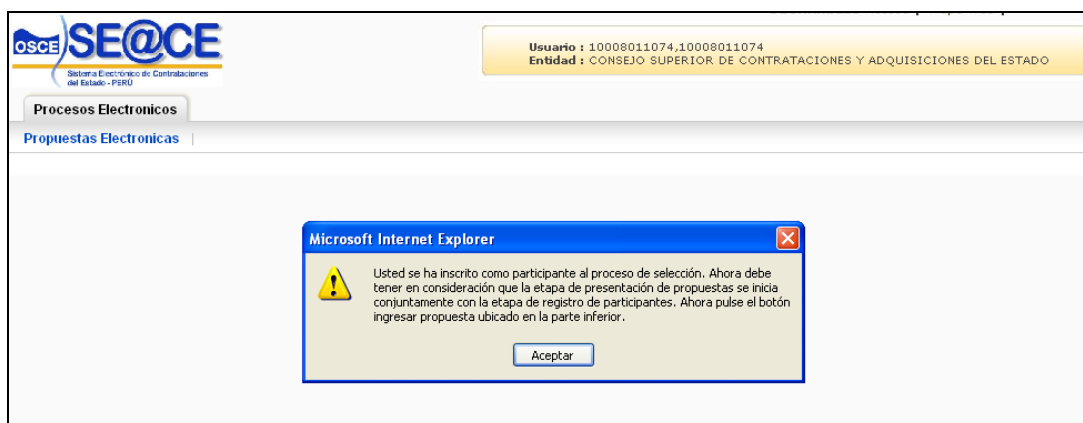 OSCE SE@CE
Sistema Electrónico de Contrataciones
del Estado - PERÚ
Usuario : 10008011074,10008011074
Entidad : CONSEJO SUPERIOR DE CONTRATACIONES Y ADQUISICIONES DEL ESTADO
Procesos Electronicos
Propuestas Electronicas |
Microsoft Internet Explorer
Usted se ha inscrito como participante al proceso de selección. Ahora debe
tener en consideración que la etapa de presentación de propuestas se inicia
conjuntamente con la etapa de registro de participantes. Ahora pulse el botón
ingresar propuesta ubicado en la parte inferior.
Aceptar